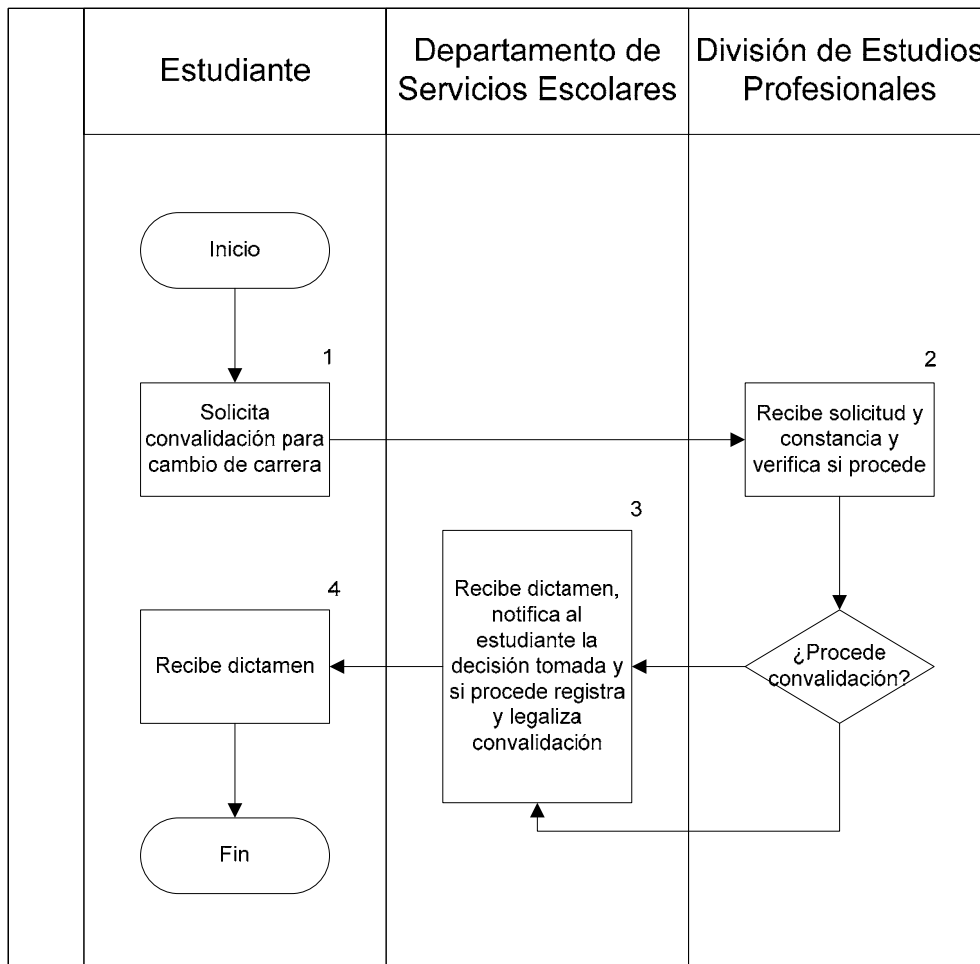 Estudiante
Departamento de
Servicios Escolares
División de Estudios
Profesionales
Inicio
1
Solicita
convalidación para
cambio de carrera
2
Recibe solicitud y
constancia y
verifica si procede
¿Procede
convalidación?
3
Recibe dictamen,
notifica al
estudiante la
decisión tomada y
si procede registra
y legaliza
convalidación
4
Recibe dictamen
Fin